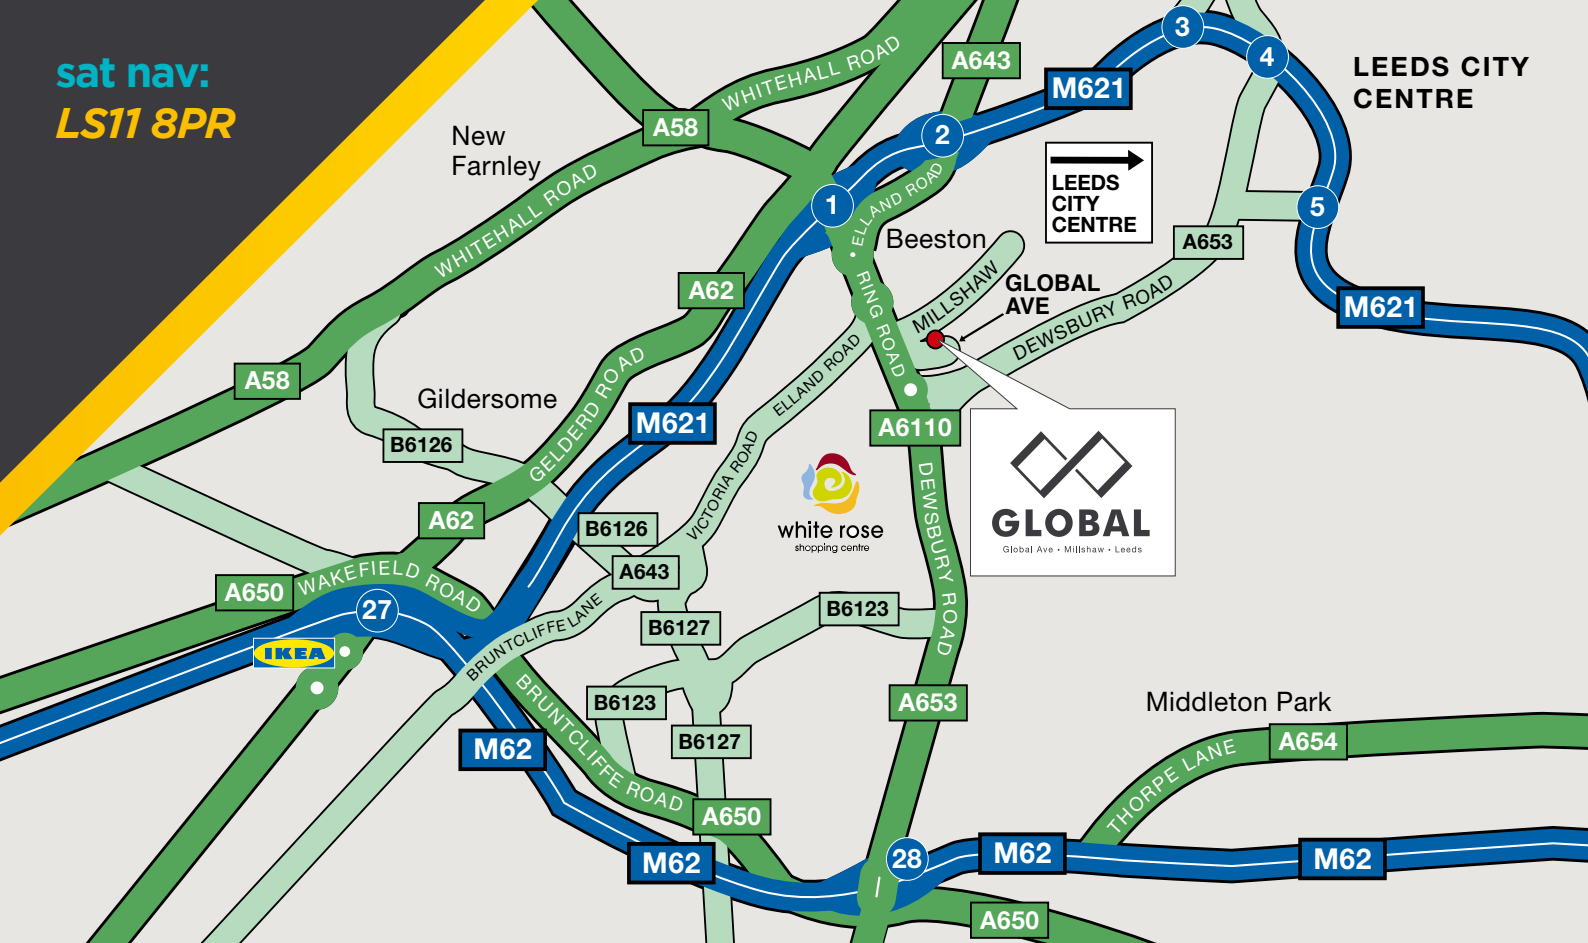 sat nav:
LS11 8PR
New
Farnley
WHITEHALL ROAD
A58
WHITEHALL ROAD
A643
M621
3
4
LEEDS CITY
CENTRE
2
1
ELLAND ROAD
LEEDS
CITY
CENTRE
5
Beeston
A653
A62
RING ROAD
MILLSHAW
GLOBAL
AVE
DEWSBURY ROAD
M621
A58
Gildersome
GELDERD ROAD
ELLAND ROAD
M621
B6126
A6110
VICTORIA ROAD
white rose
shopping centre
DEWSBURY ROAD
GLOBAL
Global Ave • Millshaw • Leeds
A62
B6126
A643
A650
WAKEFIELD ROAD
27
IKEA
BRUNTCLIFFE LANE
B6127
B6123
B6123
A653
Middleton Park
BRUNTCLIFFE ROAD
M62
B6127
THORPE LANE
A654
A650
M62
28
M62
M62
A650